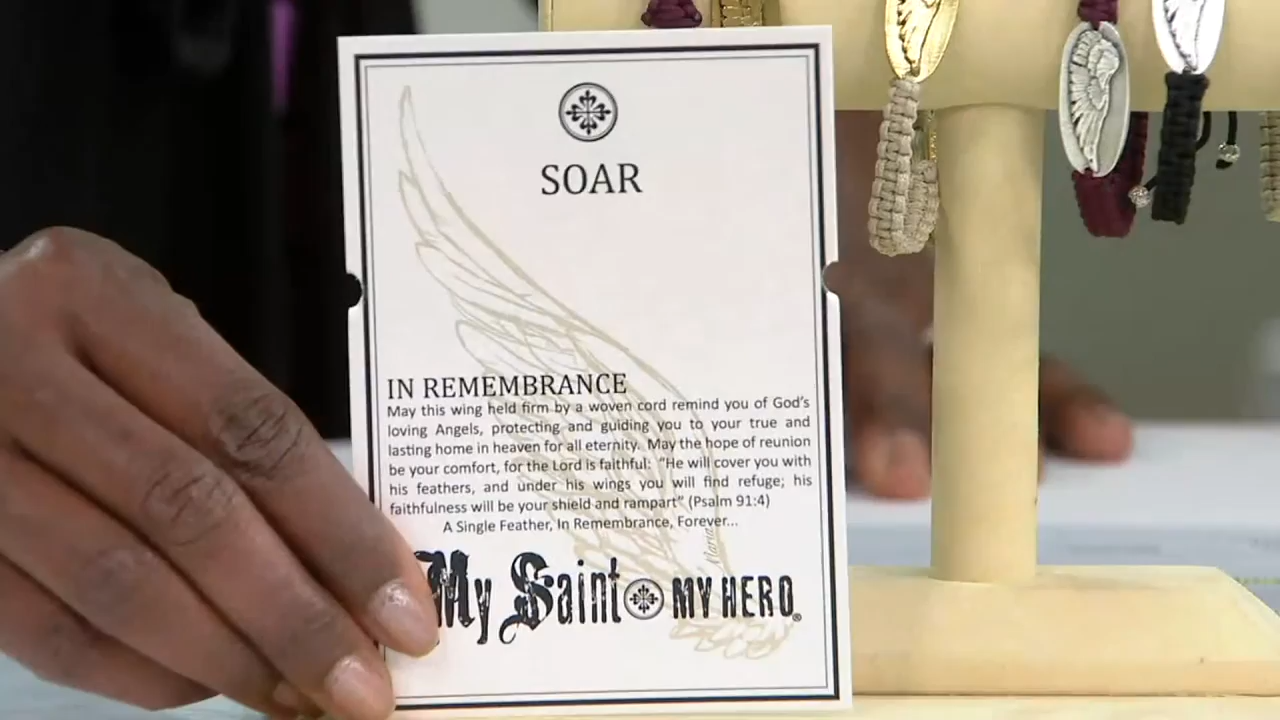 SOAR
IN REMEMBRANCE
May this wing held firm by a woven cord remind you of God's
loving Angels, protecting and guiding you to your true and
lasting home in heaven for all eternity. May the hope of reunion
be your comfort, for the Lord is faithful: "He will cover you with
his feathers, and under his wings you will find refuge; his
faithfulness will be your shield and rampart" (Psalm 91:4)
A Single Feather, In Remembrance, Forever...
Maria
My Saint MY HERO®